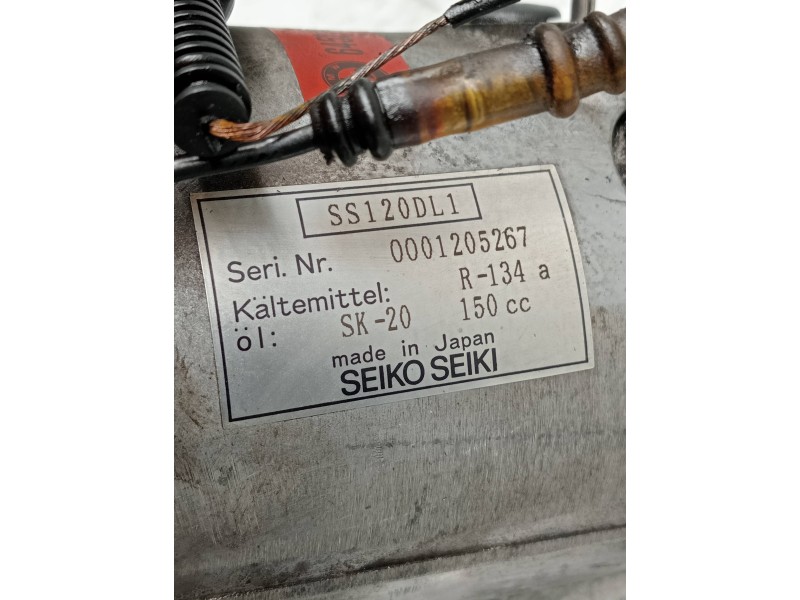 SS120DL1
Seri. Nr. 0001205267
Kältemittel: R-134 a
öl: SK-20 150 cc
made in Japan
SEIKO SEIKI